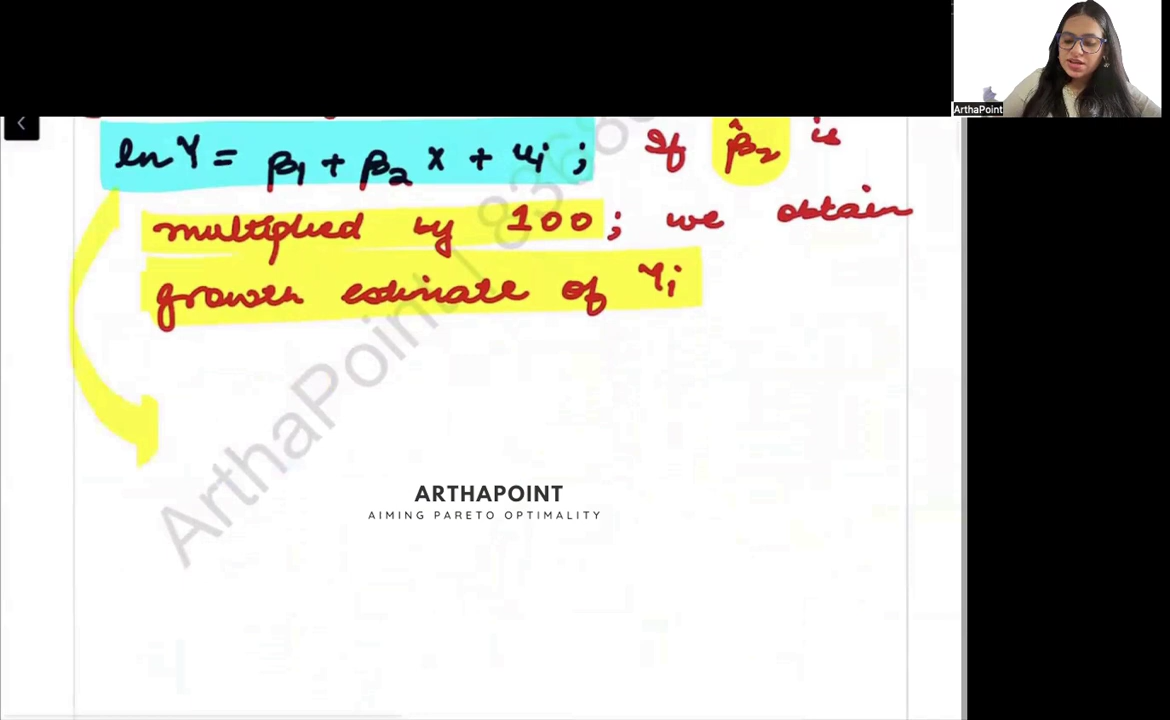 ArthaPoint
ln Y = β1 + β2 X + ui ; If β̂2 is
multiplied by 100 ; we obtain
growth estimate of Yi
ArthaPoint
ARTHAPOINT
AIMING PARETO OPTIMALITY